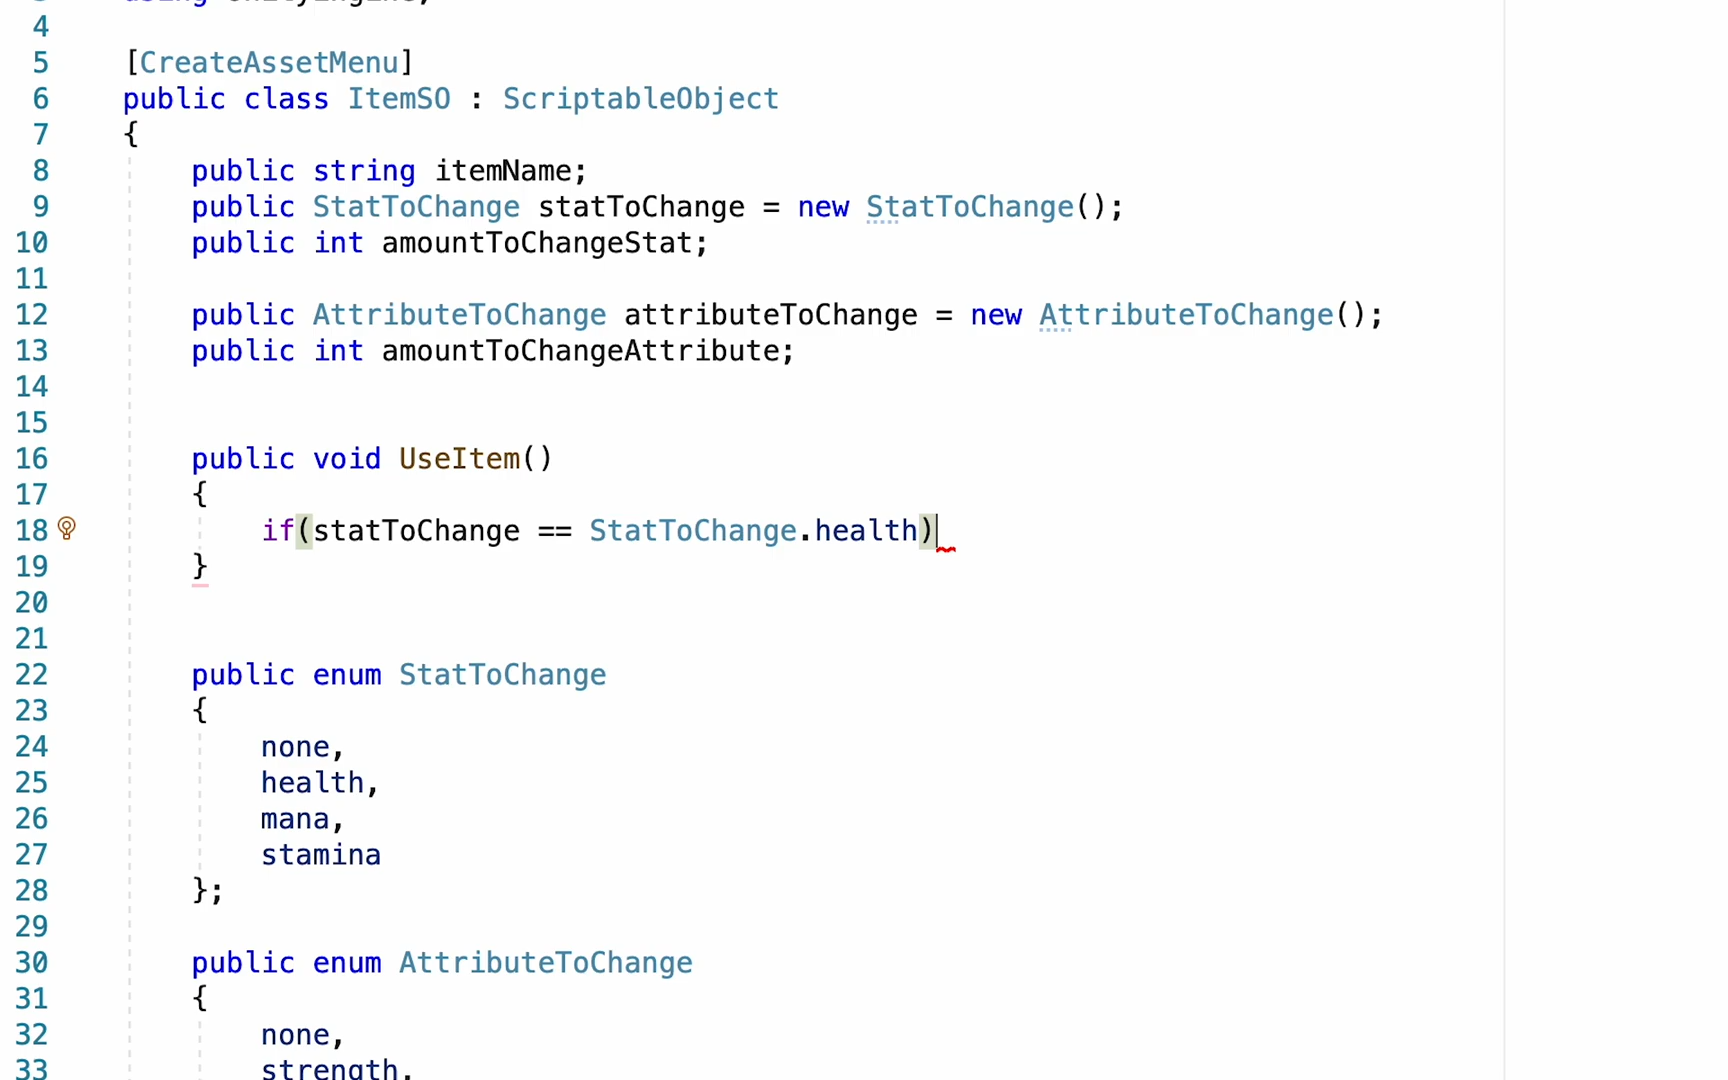 4
5 [CreateAssetMenu]
6 public class ItemSO : ScriptableObject
7 {
8 public string itemName;
9 public StatToChange statToChange = new StatToChange();
10 public int amountToChangeStat;
11
12 public AttributeToChange attributeToChange = new AttributeToChange();
13 public int amountToChangeAttribute;
14
15
16 public void UseItem()
17 {
18 if(statToChange == StatToChange.health)
19 }
20
21
22 public enum StatToChange
23 {
24 none,
25 health,
26 mana,
27 stamina
28 };
29
30 public enum AttributeToChange
31 {
32 none,
33 strength,